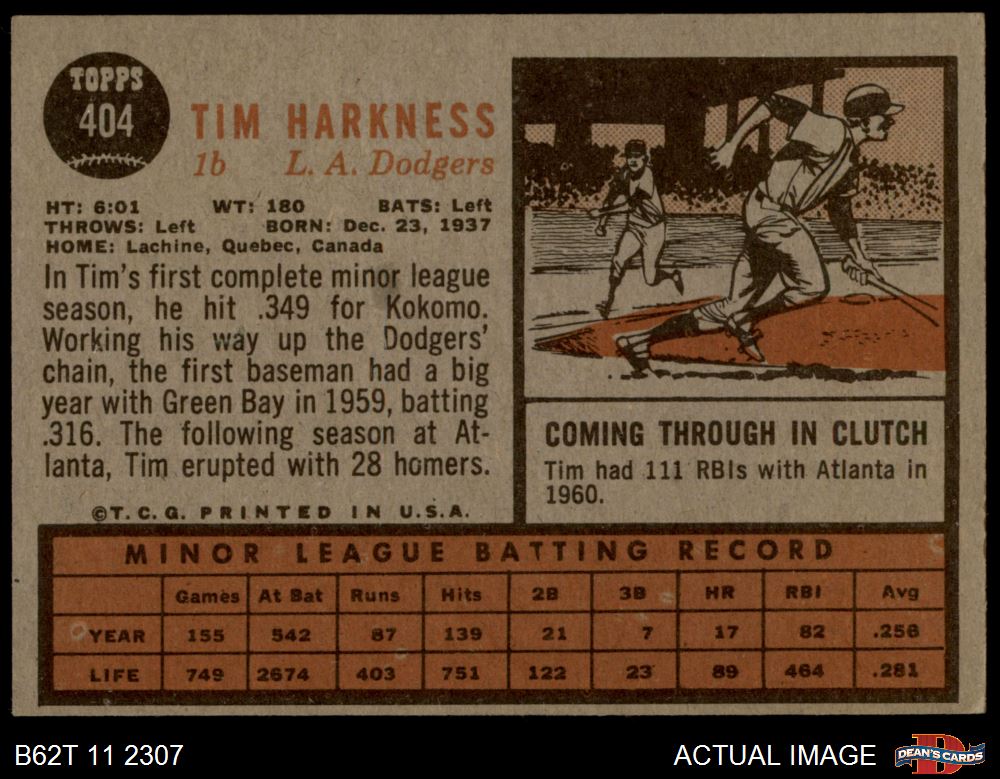 TOPPS
404
TIM HARKNESS
1b L. A. Dodgers
HT: 6:01 WT: 180 BATS: Left
THROWS: Left BORN: Dec. 23, 1937
HOME: Lachine, Quebec, Canada
In Tim's first complete minor league
season, he hit .349 for Kokomo.
Working his way up the Dodgers'
chain, the first baseman had a big
year with Green Bay in 1959, batting
.316. The following season at At-
lanta, Tim erupted with 28 homers.
©T. C. G. PRINTED IN U.S.A.
COMING THROUGH IN CLUTCH
Tim had 111 RBIs with Atlanta in
1960.
MINOR LEAGUE BATTING RECORD
Games At Bat Runs Hits 2B 3B HR RBI Avg
YEAR 155 542 87 139 21 7 17 82 .256
LIFE 749 2674 403 751 122 23 89 464 .281
B62T 11 2307 ACTUAL IMAGE DEAN'S CARDS